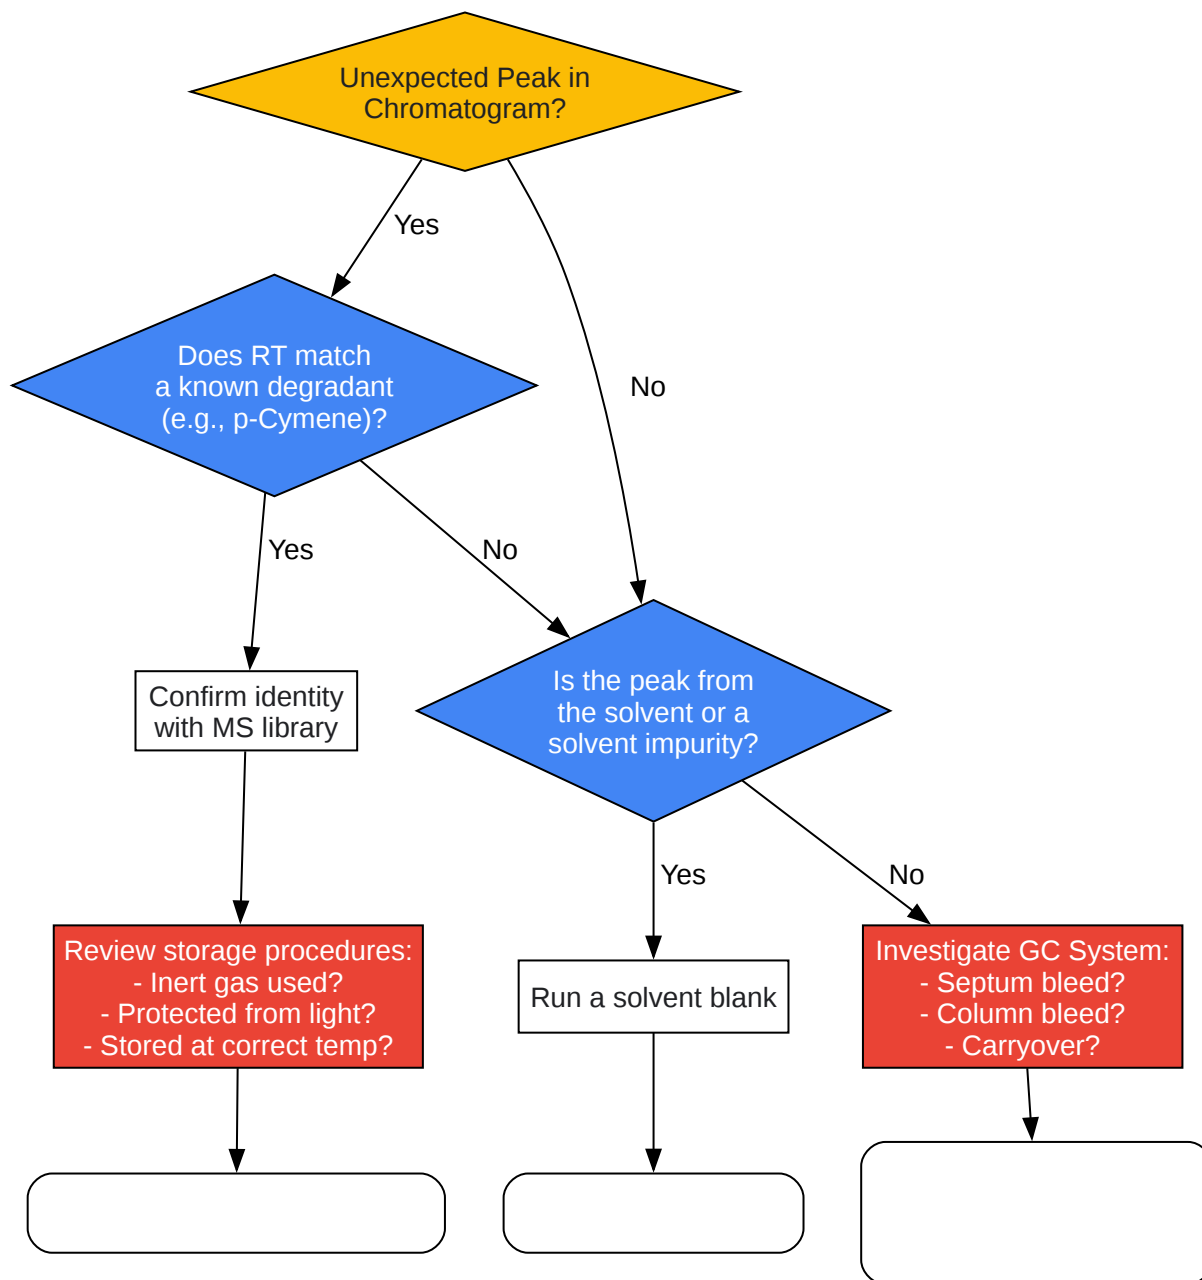 Unexpected Peak in
Chromatogram?
Yes
Does RT match
a known degradant
(e.g., p-Cymene)?
No
Yes
No
Confirm identity
with MS library
Is the peak from
the solvent or a
solvent impurity?
Yes
No
Review storage procedures:
- Inert gas used?
- Protected from light?
- Stored at correct temp?
Run a solvent blank
Investigate GC System:
- Septum bleed?
- Column bleed?
- Carryover?